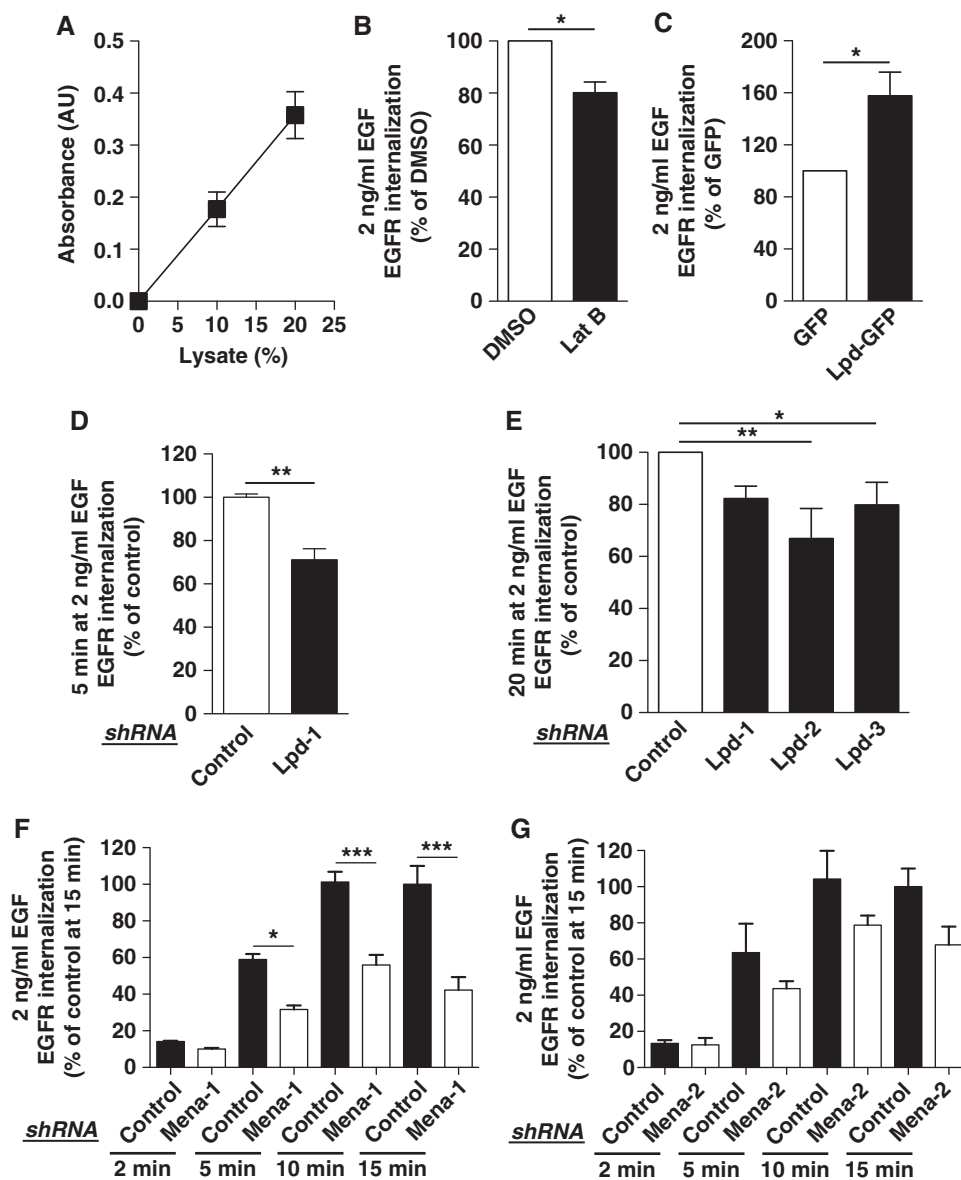 A
Absorbance (AU)
0.5
0.4
0.3
0.2
0.1
0.0
0 5 10 15 20 25
Lysate (%)
B
2 ng/ml EGF
EGFR internalization
(% of DMSO)
100
80
60
40
20
0
*
DMSO
Lat B
C
2 ng/ml EGF
EGFR internalization
(% of GFP)
200
160
120
80
40
0
*
GFP
Lpd-GFP
D
5 min at 2 ng/ml EGF
EGFR internalzation
(% of control)
120
100
80
60
40
20
0
**
shRNA
Control
Lpd-1
E
20 min at 2 ng/ml EGF
EGFR internalization
(% of control)
100
80
60
40
20
0
*
**
shRNA
Control
Lpd-1
Lpd-2
Lpd-3
F
2 ng/ml EGF
EGFR internalization
(% of control at 15 min)
120
100
80
60
40
20
0
*
***
***
shRNA
Control
Mena-1
Control
Mena-1
Control
Mena-1
Control
Mena-1
2 min
5 min
10 min
15 min
G
2 ng/ml EGF
EGFR internalization
(% of control at 15 min)
120
100
80
60
40
20
0
shRNA
Control
Mena-2
Control
Mena-2
Control
Mena-2
Control
Mena-2
2 min
5 min
10 min
15 min